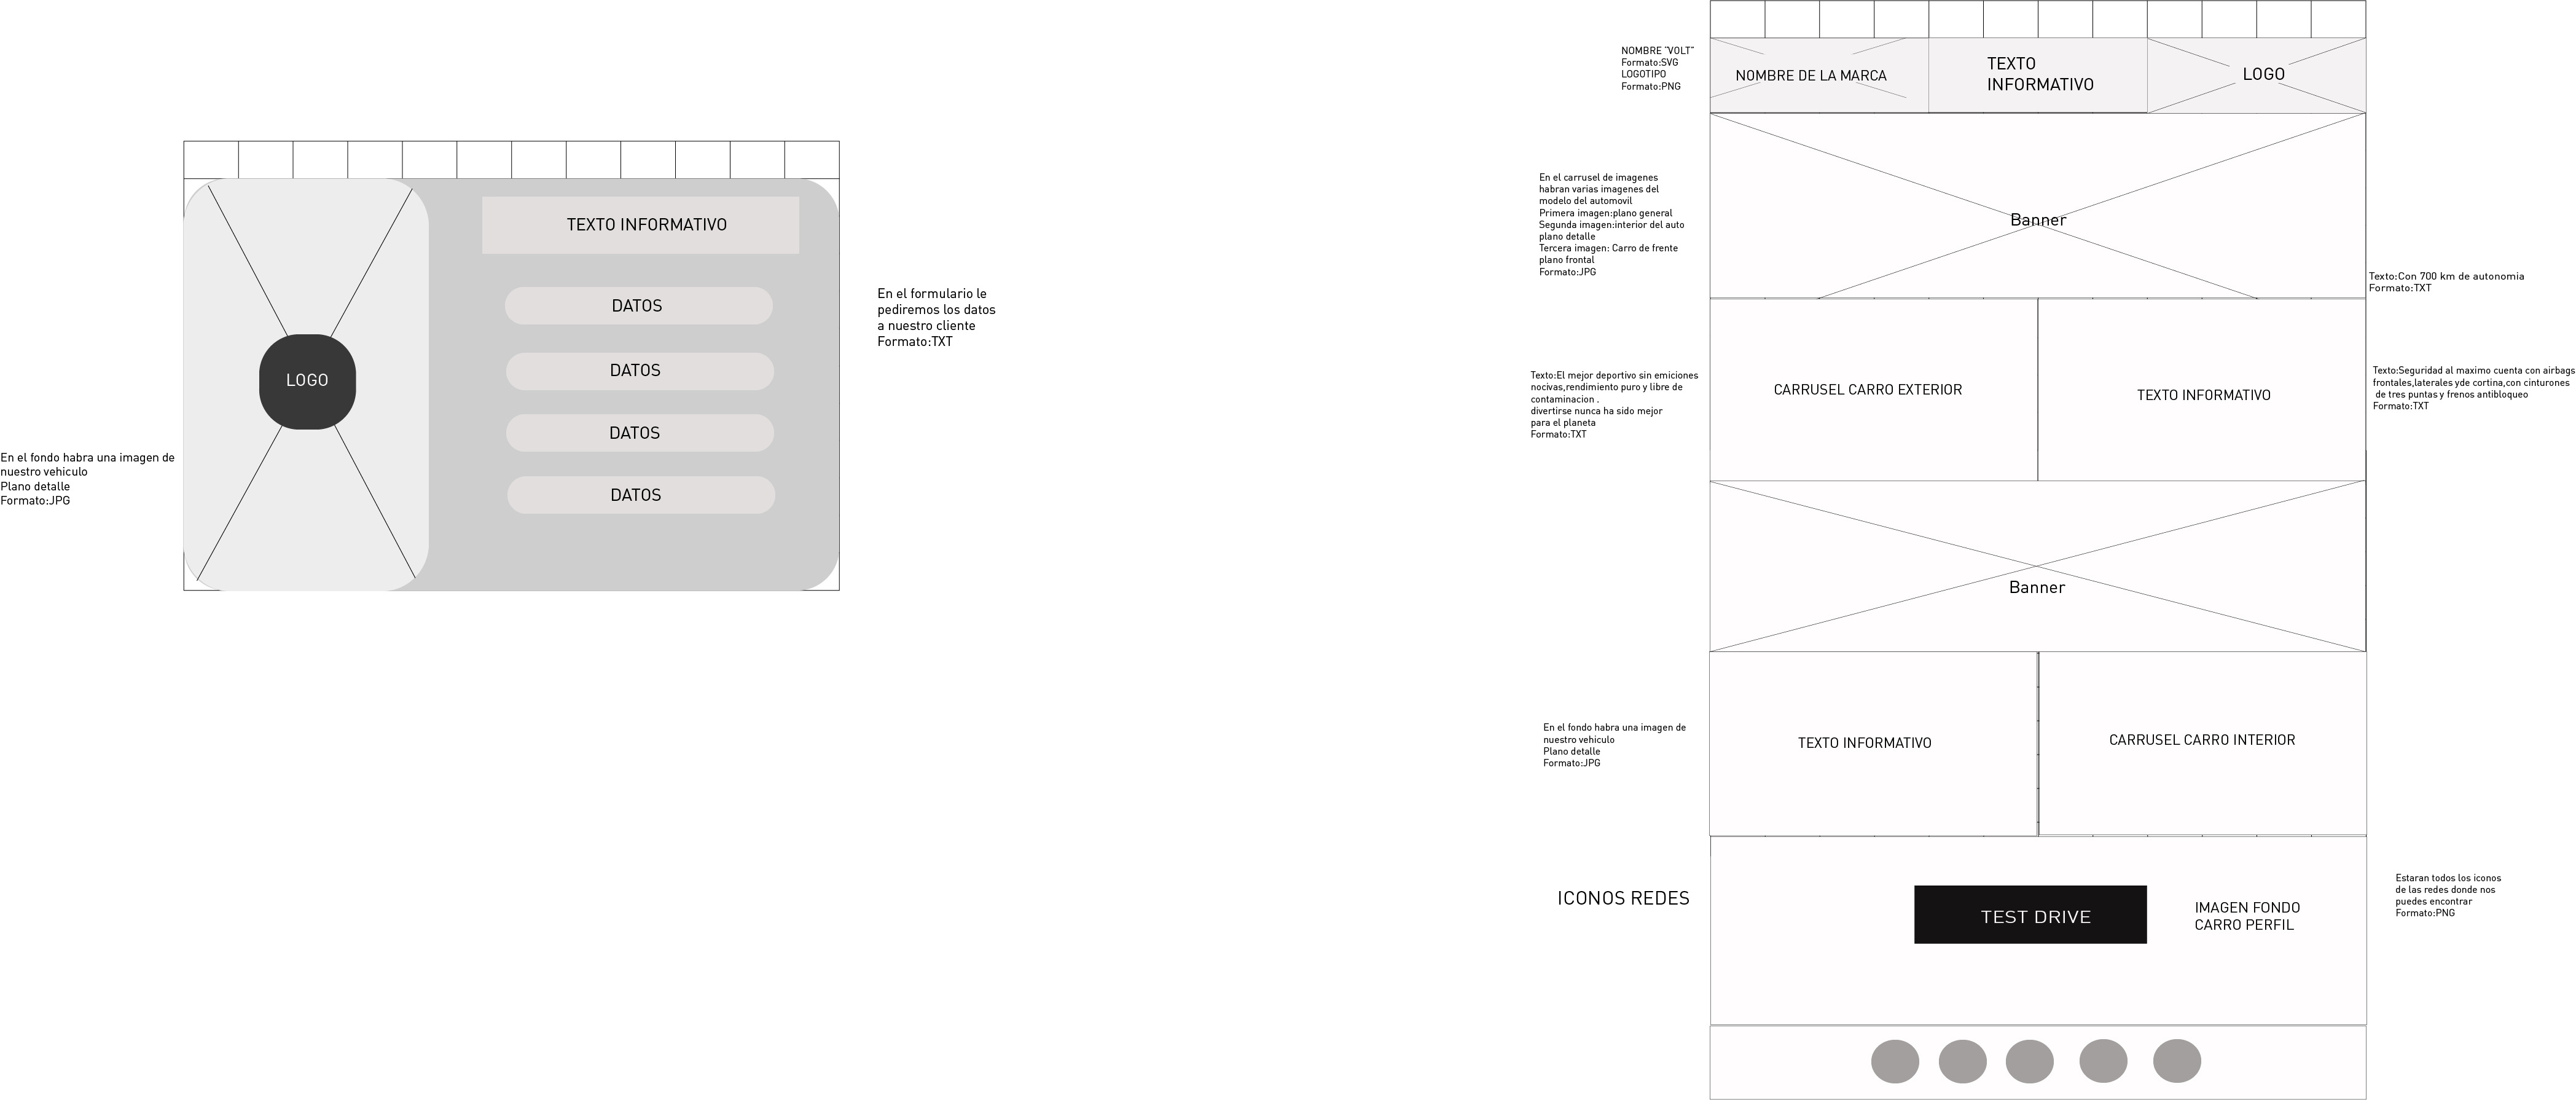 TEXTO INFORMATIVO
DATOS
DATOS
DATOS
DATOS
LOGO
En el fondo habra una imagen de
nuestro vehiculo
Plano detalle
Formato:JPG
En el formulario le
pediremos los datos
a nuestro cliente
Formato:TXT
NOMBRE "VOLT"
Formato:SVG
LOGOTIPO
Formato:PNG
NOMBRE DE LA MARCA
TEXTO
INFORMATIVO
LOGO
En el carrusel de imagenes
habran varias imagenes del
modelo del automovil
Primera imagen:plano general
Segunda imagen:interior del auto
plano detalle
Tercera imagen: Carro de frente
plano frontal
Formato:JPG
Banner
Texto:Con 700 km de autonomia
Formato:TXT
Texto:El mejor deportivo sin emiciones
nocivas,rendimiento puro y libre de
contaminacion .
divertirse nunca ha sido mejor
para el planeta
Formato:TXT
CARRUSEL CARRO EXTERIOR
TEXTO INFORMATIVO
Texto:Seguridad al maximo cuenta con airbags
frontales,laterales yde cortina,con cinturones
de tres puntas y frenos antibloqueo
Formato:TXT
Banner
En el fondo habra una imagen de
nuestro vehiculo
Plano detalle
Formato:JPG
TEXTO INFORMATIVO
CARRUSEL CARRO INTERIOR
ICONOS REDES
TEST DRIVE
IMAGEN FONDO
CARRO PERFIL
Estaran todos los iconos
de las redes donde nos
puedes encontrar
Formato:PNG